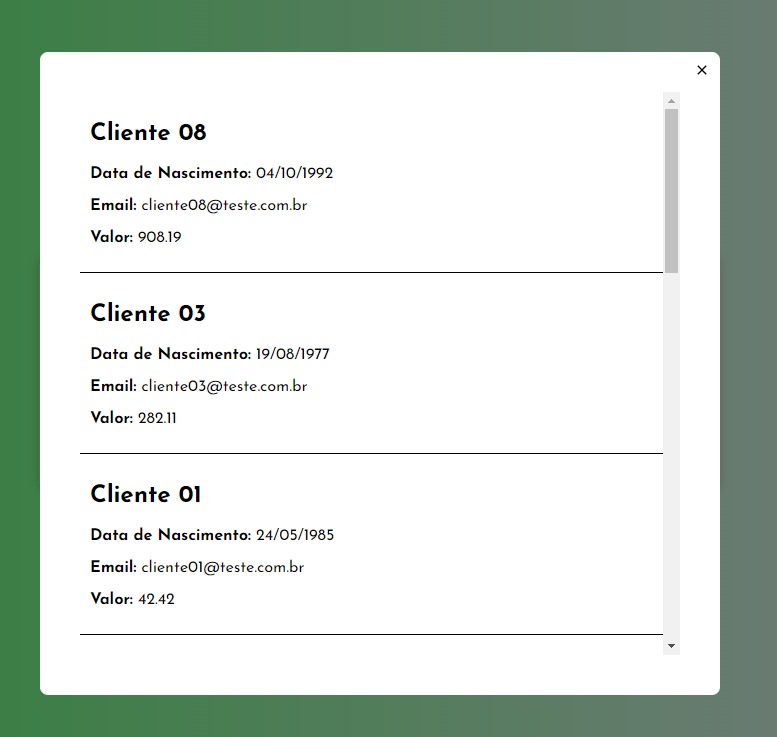 ×
Cliente 08
Data de Nascimento: 04/10/1992
Email: cliente08@teste.com.br
Valor: 908.19
Cliente 03
Data de Nascimento: 19/08/1977
Email: cliente03@teste.com.br
Valor: 282.11
Cliente 01
Data de Nascimento: 24/05/1985
Email: cliente01@teste.com.br
Valor: 42.42